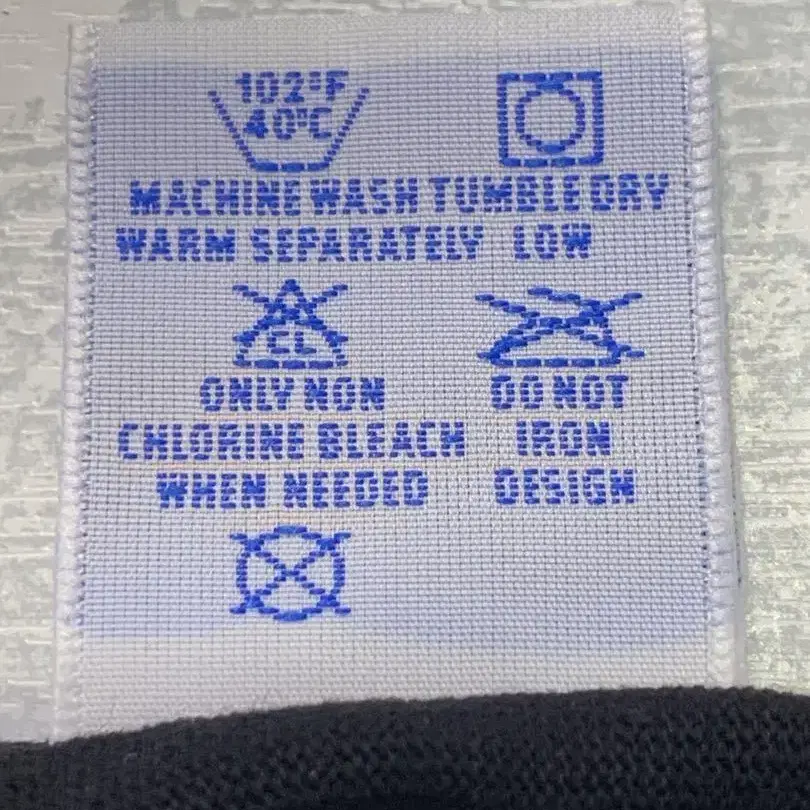 102°F
40°C
MACHINE WASH
WARM SEPARATELY
TUMBLE DRY
LOW
CL
ONLY NON
CHLORINE BLEACH
WHEN NEEDED
DO NOT
IRON
DESIGN